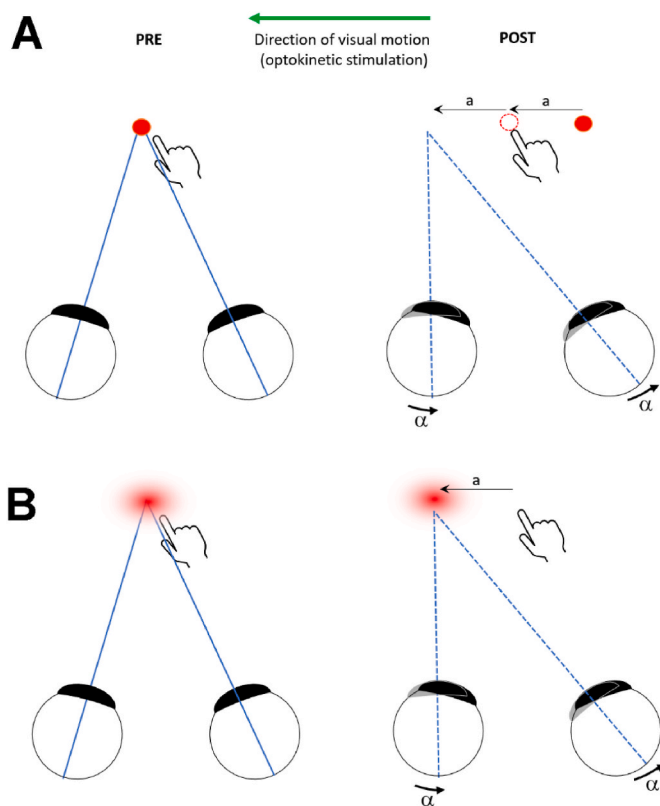 A
PRE
Direction of visual motion
(optokinetic stimulation)
POST
a
a
α
α
B
a
α
α